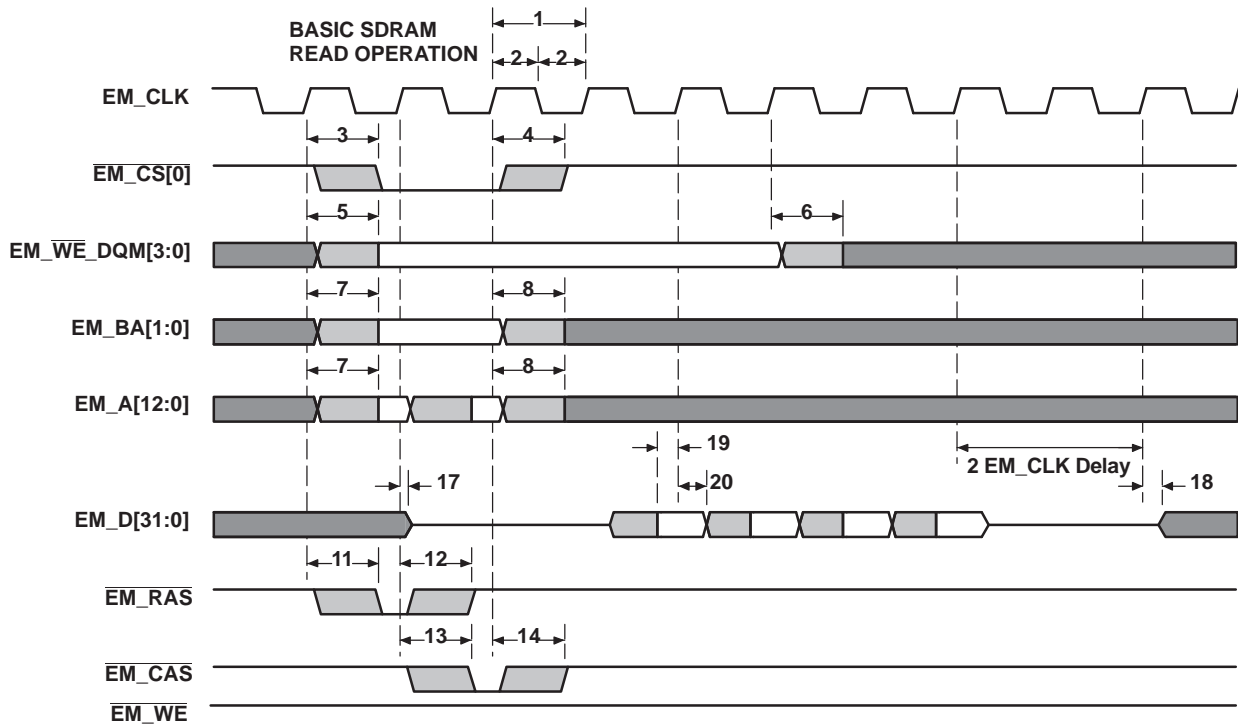 1
BASIC SDRAM
READ OPERATION
2 2
EM_CLK
3 4
EM_CS[0]
5 6
EM_WE_DQM[3:0]
7 8
EM_BA[1:0]
7 8
EM_A[12:0]
19
2 EM_CLK Delay
17 20 18
EM_D[31:0]
11 12
EM_RAS
13 14
EM_CAS
EM_WE